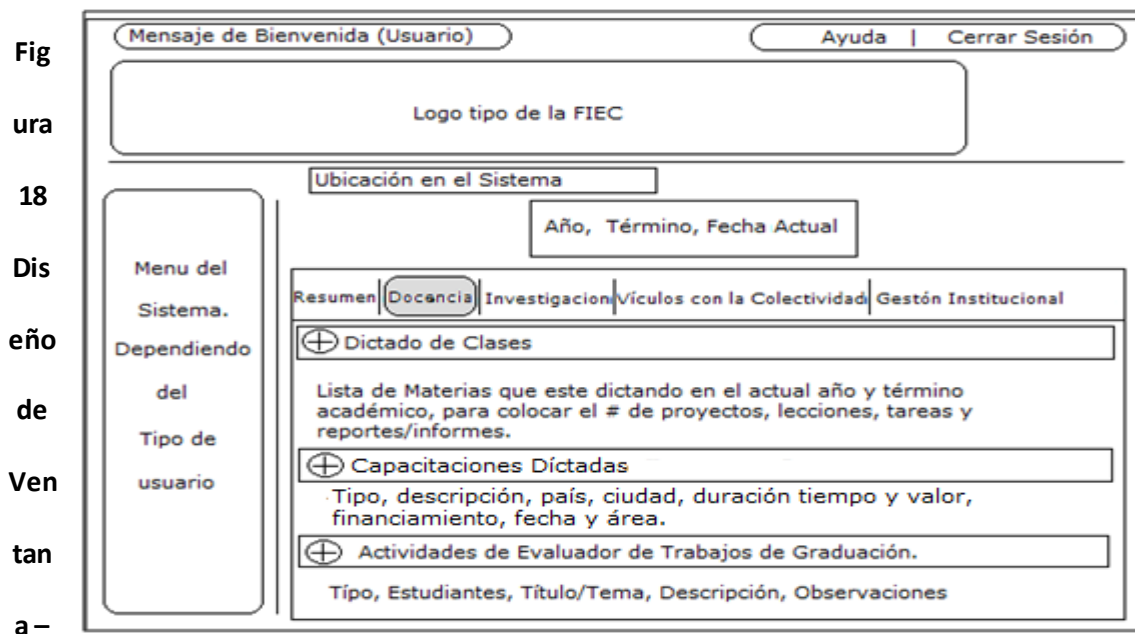 Fig
ura
18
Dis
eño
de
Ven
tan
a –
Mensaje de Bienvenida (Usuario)
Ayuda | Cerrar Sesión
Logo tipo de la FIEC
Ubicación en el Sistema
Año, Término, Fecha Actual
Menu del
Sistema.
Dependiendo
del
Tipo de
usuario
Resumen Docencia Investigacion Vículos con la Colectividad Gestón Institucional
Dictado de Clases
Lista de Materias que este dictando en el actual año y término
académico, para colocar el # de proyectos, lecciones, tareas y
reportes/informes.
Capacitaciones Díctadas
Tipo, descripción, país, ciudad, duración tiempo y valor,
financiamiento, fecha y área.
Actividades de Evaluador de Trabajos de Graduación.
Típo, Estudiantes, Título/Tema, Descripción, Observaciones